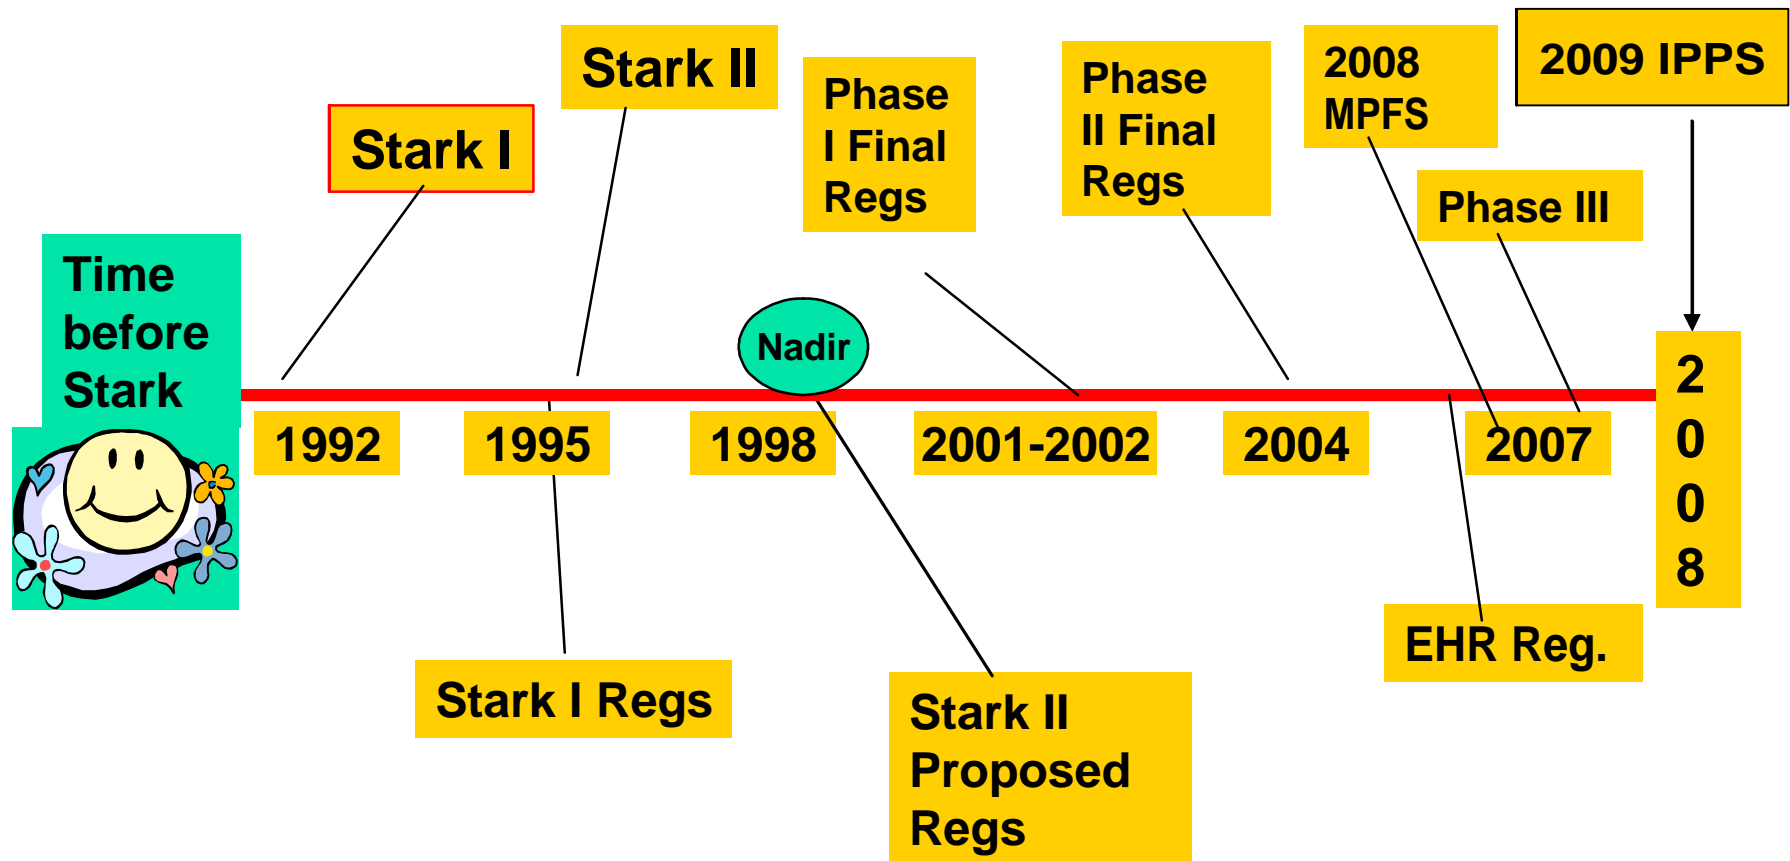 Stark I
Stark II
Phase
I Final
Regs
Phase
II Final
Regs
2008
MPFS
Phase III
2009 IPPS
Time
before
Stark
Nadir
1992
1995
1998
2001-2002
2004
2007
2
0
0
8
Stark I Regs
Stark II
Proposed
Regs
EHR Reg.